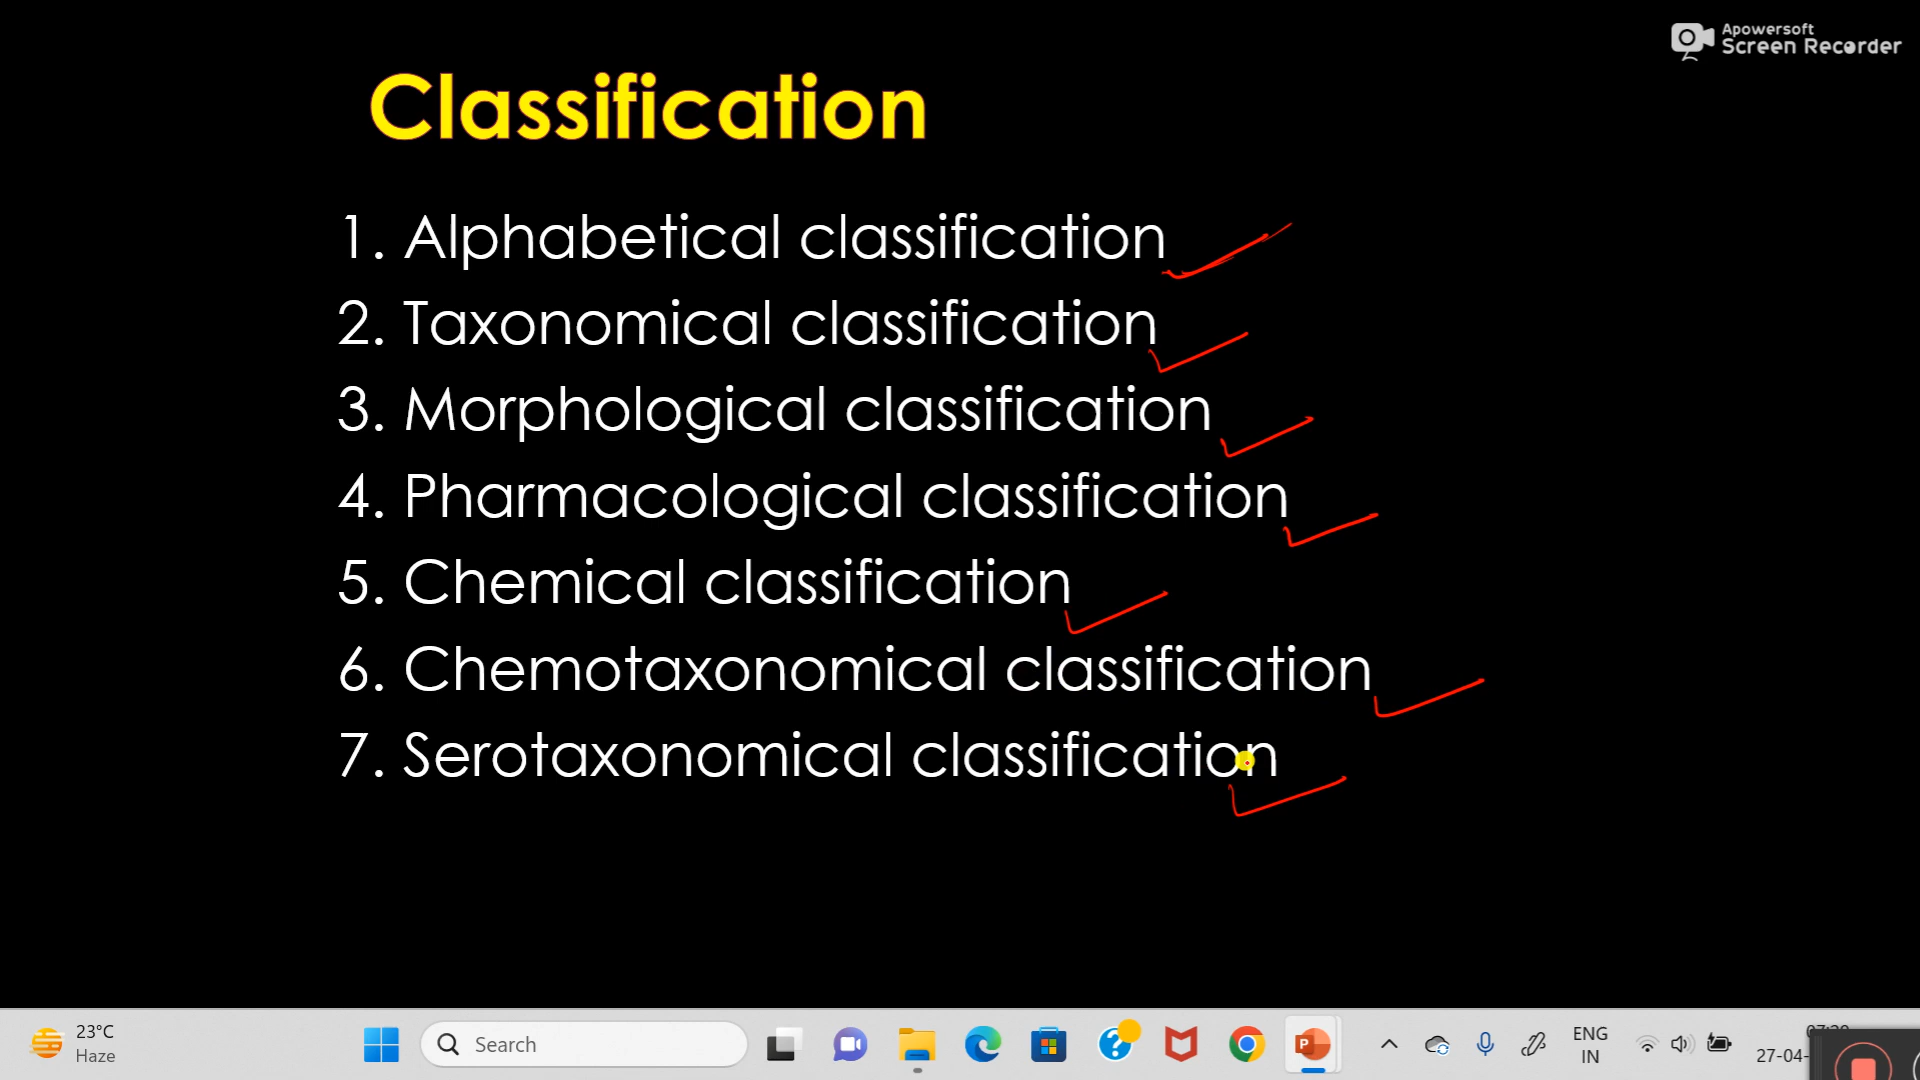 Apowersoft
Screen Recorder
Classification
1. Alphabetical classification
2. Taxonomical classification
3. Morphological classification
4. Pharmacological classification
5. Chemical classification
6. Chemotaxonomical classification
7. Serotaxonomical classification
23°C
Haze
Search
ENG
IN
27-04-